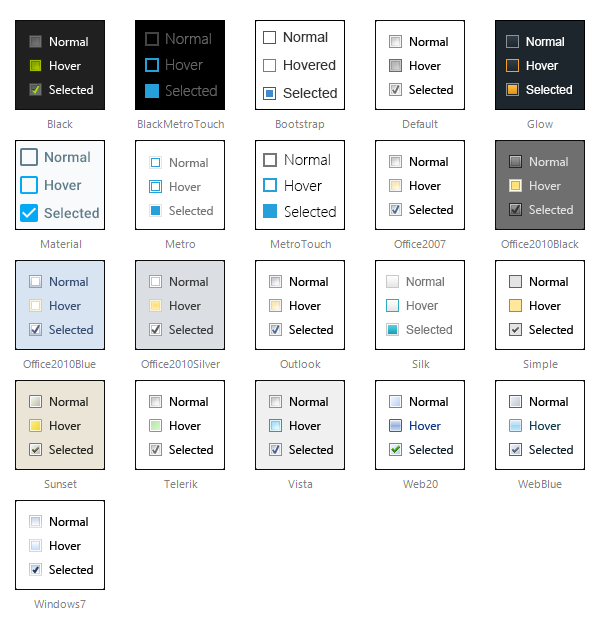 Normal
Hover
Selected
Black
Normal
Hover
Selected
BlackMetroTouch
Normal
Hovered
Selected
Bootstrap
Normal
Hover
Selected
Default
Normal
Hover
Selected
Glow
Normal
Hover
Selected
Material
Normal
Hover
Selected
Metro
Normal
Hover
Selected
MetroTouch
Normal
Hover
Selected
Office2007
Normal
Hover
Selected
Office2010Black
Normal
Hover
Selected
Office2010Blue
Normal
Hover
Selected
Office2010Silver
Normal
Hover
Selected
Outlook
Normal
Hover
Selected
Silk
Normal
Hover
Selected
Simple
Normal
Hover
Selected
Sunset
Normal
Hover
Selected
Telerik
Normal
Hover
Selected
Vista
Normal
Hover
Selected
Web20
Normal
Hover
Selected
WebBlue
Normal
Hover
Selected
Windows7